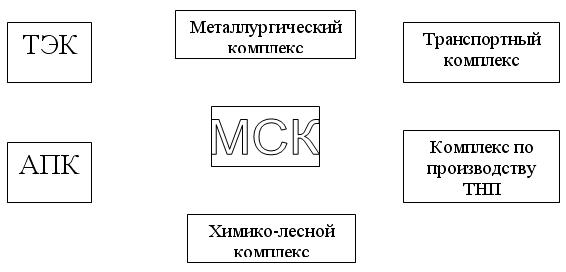 ТЭК
Металлургический
комплекс
Транспортный
комплекс
МСК
АПК
Комплекс по
производству
ТНП
Химико-лесной
комплекс